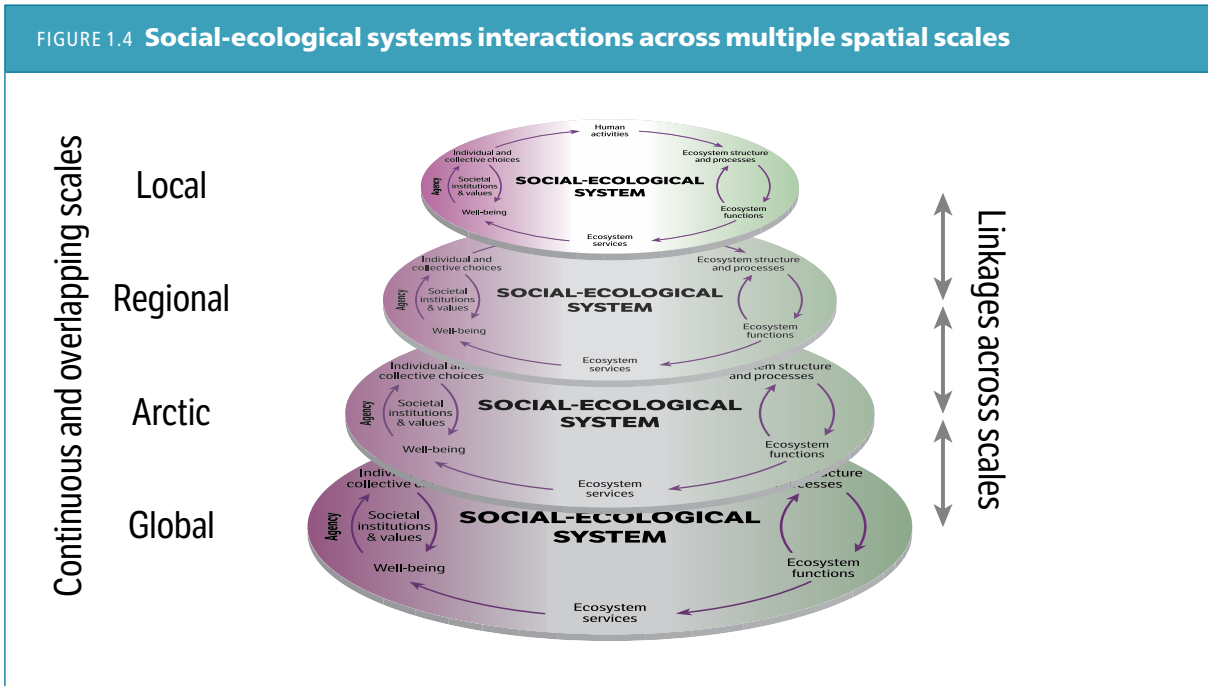 FIGURE 1.4 Social-ecological systems interactions across multiple spatial scales
Continuous and overlapping scales
Local
Regional
Arctic
Global
Human
activities
Individual and
collective choices
Ecosystem structure
and processes
Agency
Societal
institutions
& values
SOCIAL-ECOLOGICAL
SYSTEM
Well-being
Ecosystem
functions
Ecosystem
services
Individual and
collective choices
Ecosystem structure
and processes
Agency
Societal
institutions
& values
SOCIAL-ECOLOGICAL
SYSTEM
Well-being
Ecosystem
functions
Ecosystem
services
Individual and
collective choices
structure
and processes
Agency
Societal
institutions
& values
SOCIAL-ECOLOGICAL
SYSTEM
Well-being
Ecosystem
functions
Ecosystem
services
collective
Agency
Societal
institutions
& values
SOCIAL-ECOLOGICAL
SYSTEM
Well-being
Ecosystem
functions
Ecosystem
services
Linkages across scales